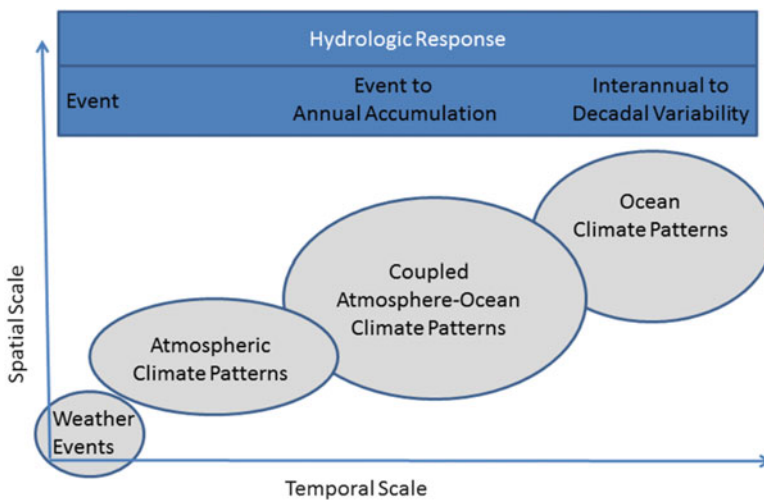 Hydrologic Response
Event
Event to
Annual Accumulation
Interannual to
Decadal Variability
Ocean
Climate Patterns
Coupled
Atmosphere-Ocean
Climate Patterns
Atmospheric
Climate Patterns
Weather
Events
Spatial Scale
Temporal Scale